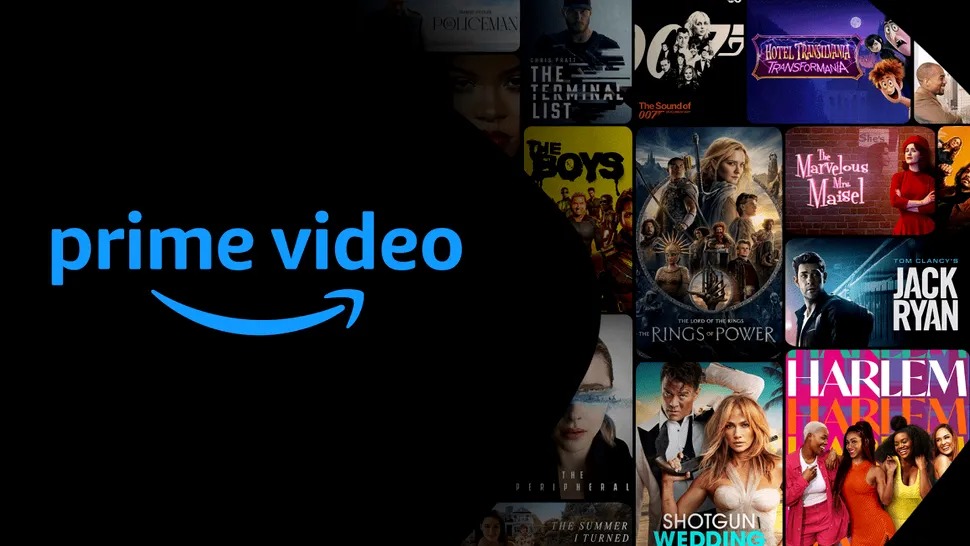 prime video
POLICEMAN
CHRIS PRATT
THE
TERMINAL
LIST
007
The Sound of
007
HOTEL TRANSYLVANIA
TRANSFORMANIA
THE
BOYS
THE LORD OF THE RINGS
THE RINGS OF POWER
She's
The
Marvelous
Mrs.
Maisel
TOM CLANCY'S
JACK
RYAN
THE
PERIPHERAL
SHOTGUN
WEDDING
HARLEM
HARLEM
THE SUMMER
I TURNED